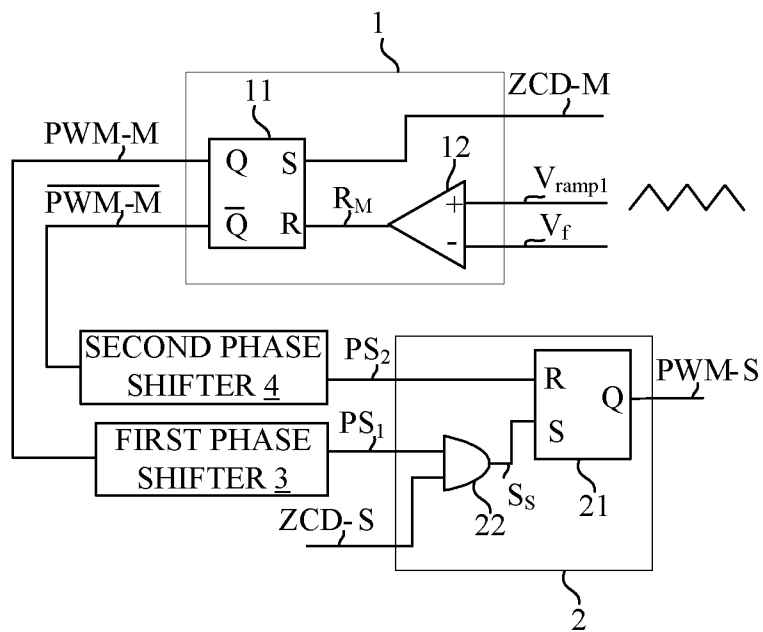 1
ZCD-M
11
PWM-M
Q
S
12
V_ramp1
+
PWM-M
Q
R
R_M
-
V_f
SECOND PHASE
SHIFTER 4
PS_2
R
Q
PWM-S
FIRST PHASE
SHIFTER 3
PS_1
S
S_S
22
21
ZCD-S
2